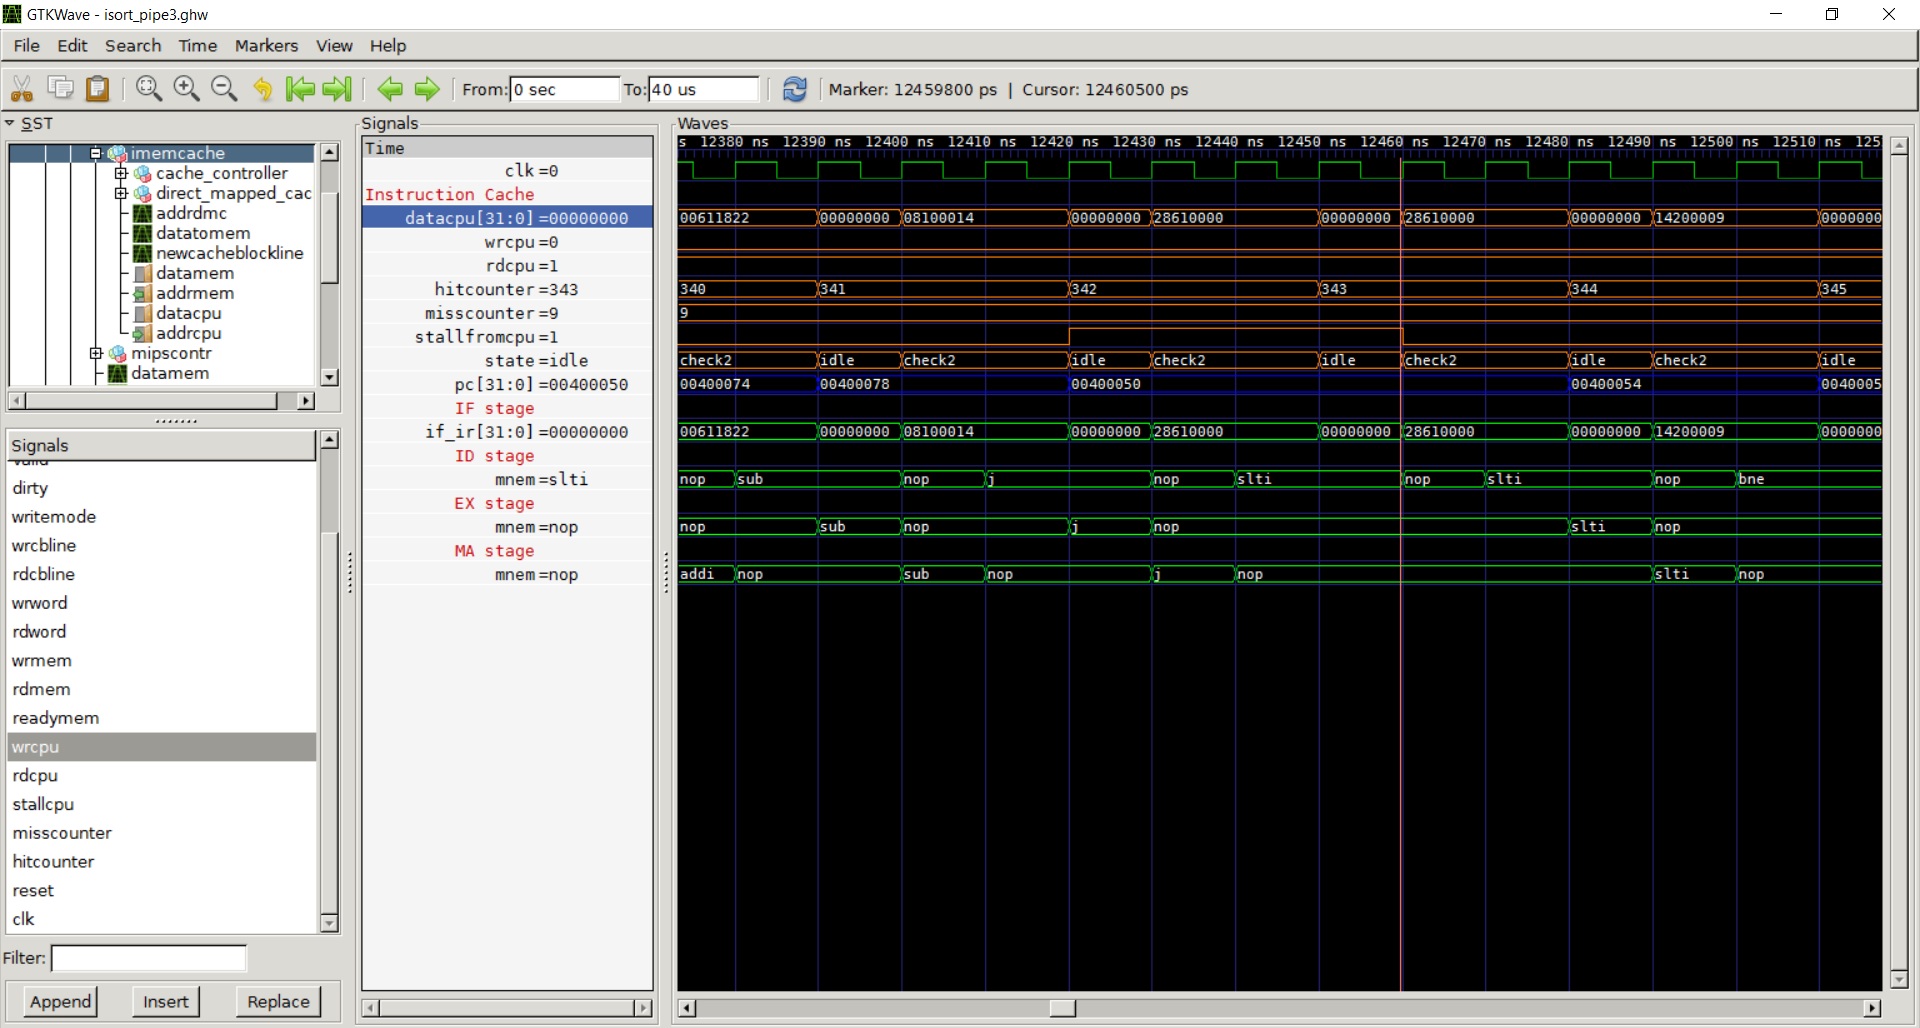 GTKWave - isort_pipe3.ghw
File Edit Search Time Markers View Help
From: 0 sec To: 40 us Marker: 12459800 ps | Cursor: 12460500 ps
SST
imemcache
cache_controller
direct_mapped_cac
addrdmc
datatomem
newcacheblockline
datamem
addrmem
datacpu
addrcpu
mipscontr
datamem
Signals
valid
dirty
writemode
wrcbline
rdcbline
wrword
rdword
wrmem
rdmem
readymem
wrcpu
rdcpu
stallcpu
misscounter
hitcounter
reset
clk
Filter:
Append Insert Replace
Signals
Time
clk =0
Instruction Cache
datacpu[31:0] =00000000
wrcpu =0
rdcpu =1
hitcounter =343
misscounter =9
stallfromcpu =1
state =idle
pc[31:0] =00400050
IF stage
if_ir[31:0] =00000000
ID stage
mnem =slti
EX stage
mnem =nop
MA stage
mnem =nop
Waves
s 12380 ns 12390 ns 12400 ns 12410 ns 12420 ns 12430 ns 12440 ns 12450 ns 12460 ns 12470 ns 12480 ns 12490 ns 12500 ns 12510 ns 125
00611822 00000000 08100014 00000000 28610000 00000000 28610000 00000000 14200009 0000000
340 341 342 343 344 345
9
check2 idle check2 idle check2 idle check2 idle check2 idle
00400074 00400078 00400050 00400054 0040005
00611822 00000000 08100014 00000000 28610000 00000000 28610000 00000000 14200009 0000000
nop sub nop j nop slti nop slti nop bne
nop sub nop j nop slti nop
addi nop sub nop j nop slti nop